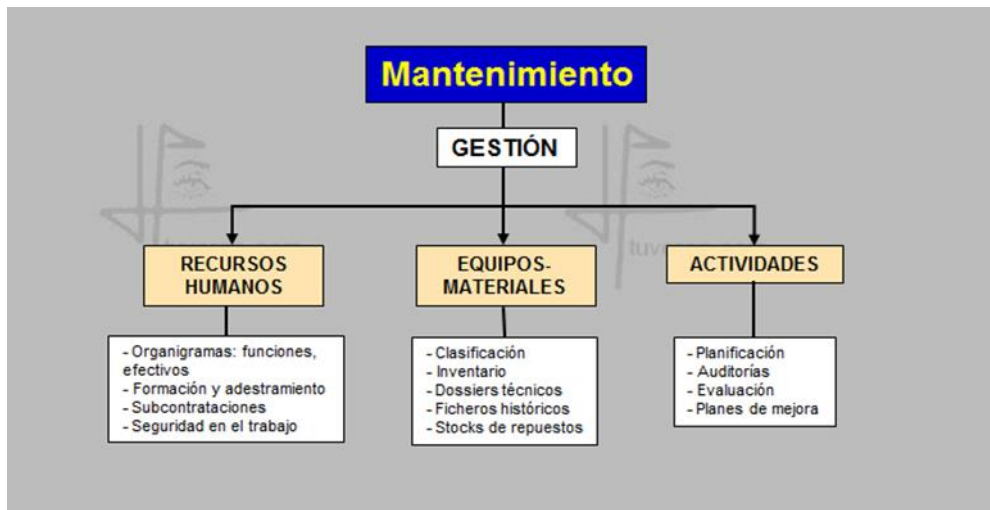 Mantenimiento
GESTIÓN
RECURSOS
HUMANOS
- Organigramas: funciones,
efectivos
- Formación y adestramiento
- Subcontrataciones
- Seguridad en el trabajo
EQUIPOS-
MATERIALES
- Clasificación
- Inventario
- Dossiers técnicos
- Ficheros históricos
- Stocks de repuestos
ACTIVIDADES
- Planificación
- Auditorías
- Evaluación
- Planes de mejora